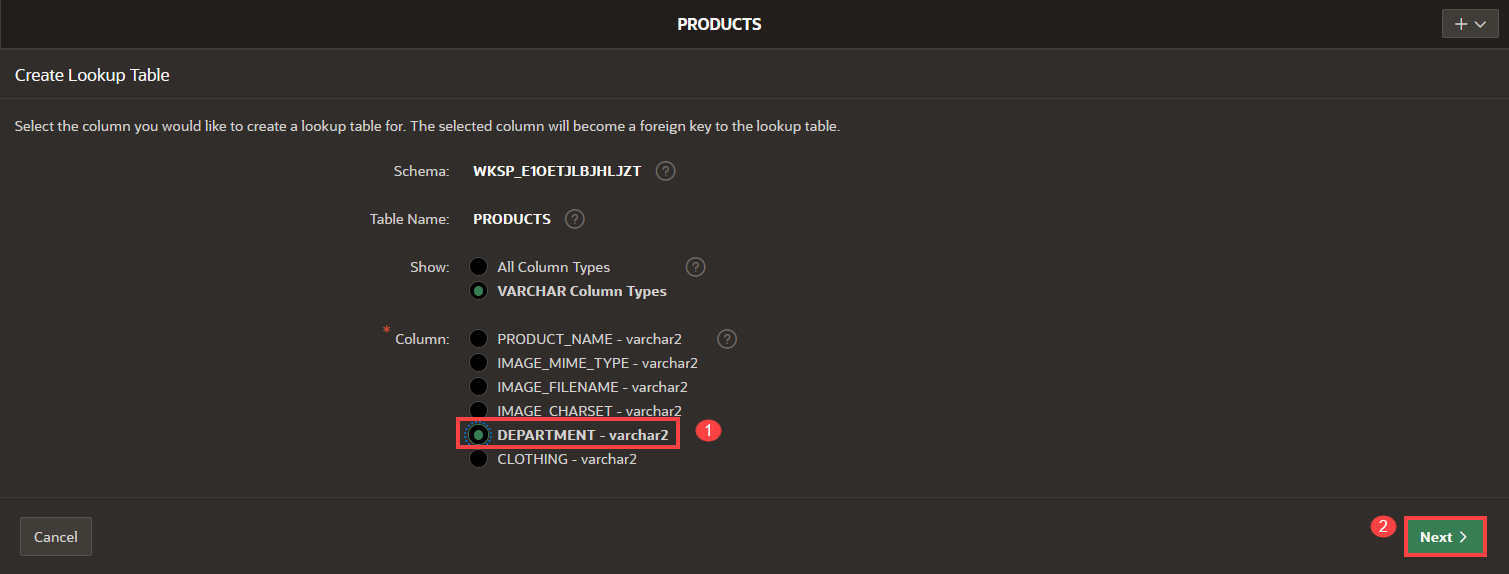 PRODUCTS
Create Lookup Table
Select the column you would like to create a lookup table for. The selected column will become a foreign key to the lookup table.
Schema: WKSP_E1OETJLBJHLJZT ?
Table Name: PRODUCTS ?
Show: All Column Types ?
VARCHAR Column Types
* Column: PRODUCT_NAME - varchar2 ?
IMAGE_MIME_TYPE - varchar2
IMAGE_FILENAME - varchar2
IMAGE_CHARSET - varchar2
DEPARTMENT - varchar2 1
CLOTHING - varchar2
Cancel 2 Next